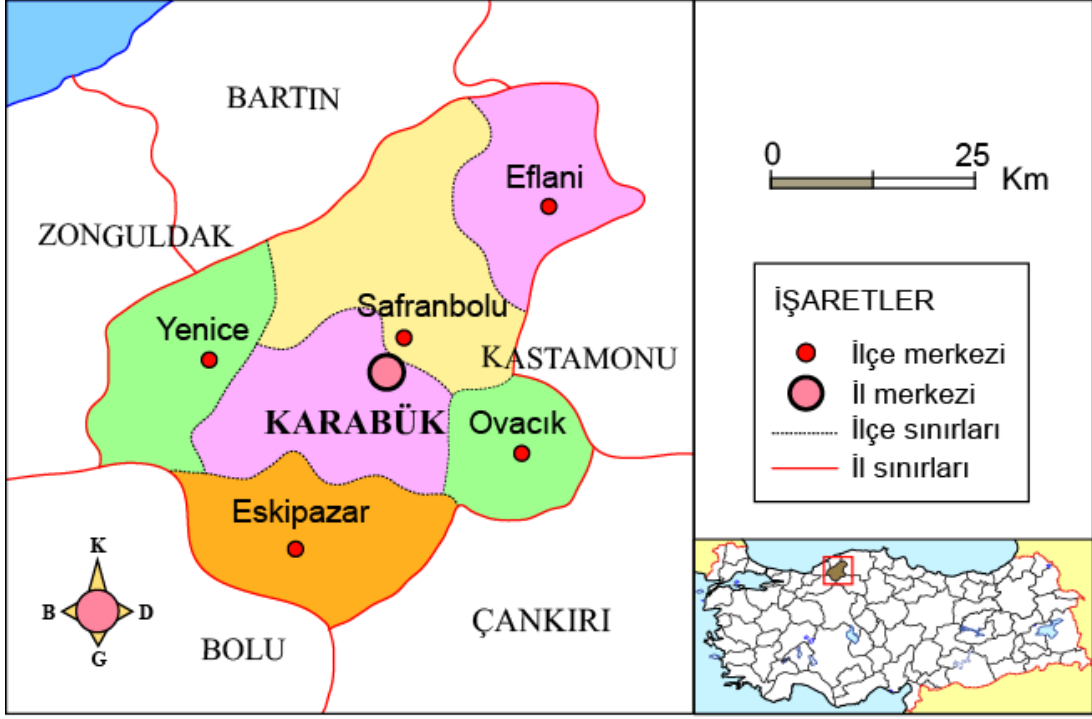 BARTIN
Eflani
ZONGULDAK
Safranbolu
Yenice
KASTAMONU
KARABÜK
Ovacık
Eskipazar
K
B
D
G
BOLU
ÇANKIRI
0
25
Km
İŞARETLER
İlçe merkezi
İl merkezi
İlçe sınırları
İl sınırları